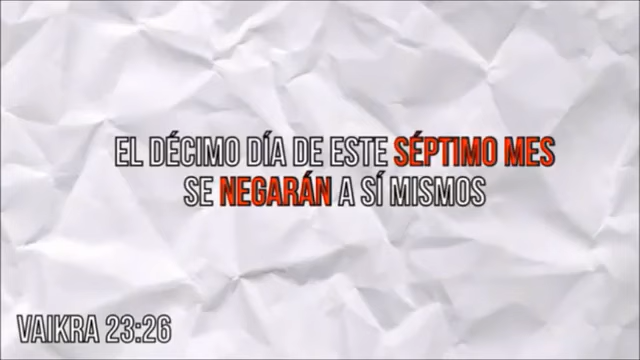 EL DÉCIMO DÍA DE ESTE SÉPTIMO MES
SE NEGARÁN A SÍ MISMOS
VAIKRA 23:26